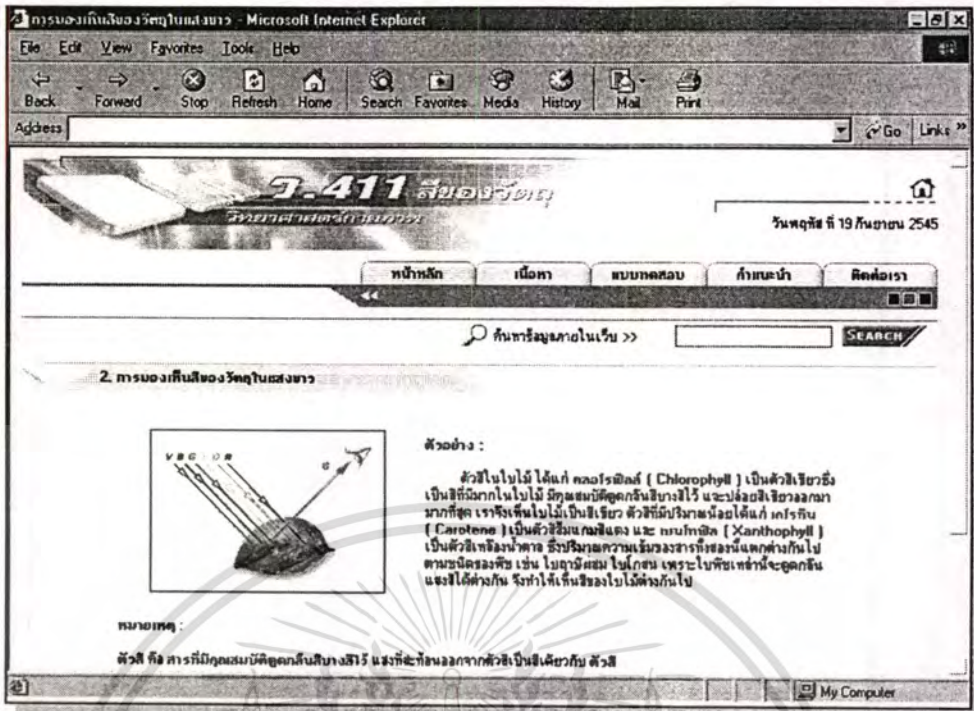 การมองเห็นสีของวัตถุในแสงขาว - Microsoft Internet Explorer
File Edit View Favorites Tools Help
Back Forward Stop Refresh Home Search Favorites Media History Mail Print
Address Go Links »
ว.411 สีของวัตถุ
วิทยาศาสตร์กายภาพ
วันพฤหัส ที่ 19 กันยายน 2545
หน้าหลัก เนื้อหา แบบทดสอบ คำแนะนำ ติดต่อเรา
ค้นหาข้อมูลภายในเว็บ >> SEARCH
2. การมองเห็นสีของวัตถุในแสงขาว
V B G O R
G
ตัวอย่าง :
ตัวสีในใบไม้ ได้แก่ คลอโรฟิลล์ ( Chlorophyll ) เป็นตัวสีเขียวซึ่ง
เป็นสีที่มีมากในใบไม้ มีคุณสมบัติดูดกลืนสีบางสีไว้ และปล่อยสีเขียวออกมา
มากที่สุด เราจึงเห็นใบไม้เป็นสีเขียว ตัวสีที่มีปริมาณน้อยได้แก่ แคโรทีน
( Carotene ) เป็นตัวสีส้มแกมสีแดง และ แซนโทฟิล ( Xanthophyll )
เป็นตัวสีเหลืองน้ำตาล ซึ่งปริมาณความเข้มของสารทั้งสองนี้แตกต่างกันไป
ตามชนิดของพืช เช่น ใบฤาษีผสม ใบโกสน เพราะใบพืชเหล่านี้จะดูดกลืน
แสงสีได้ต่างกัน จึงทำให้เห็นสีของใบไม้ต่างกันไป
หมายเหตุ :
ตัวสี คือ สารที่มีคุณสมบัติดูดกลืนสีบางสีไว้ แสงที่สะท้อนออกจากตัวสีเป็นสีเดียวกับ ตัวสี
My Computer